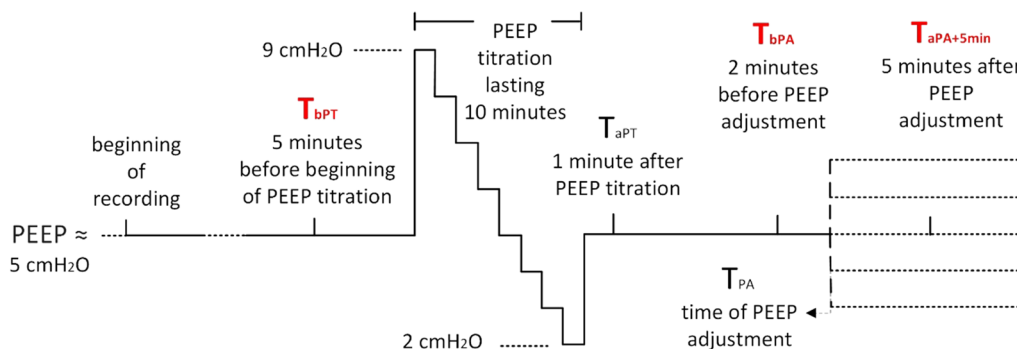 PEEP
titration
lasting
10 minutes
9 cmH2O
TbPT
5 minutes
before beginning
of PEEP titration
beginning
of
recording
TaPT
1 minute after
PEEP titration
TbPA
2 minutes
before PEEP
adjustment
TaPA+5min
5 minutes after
PEEP
adjustment
PEEP ≈
5 cmH2O
TPA
time of PEEP
adjustment
2 cmH2O